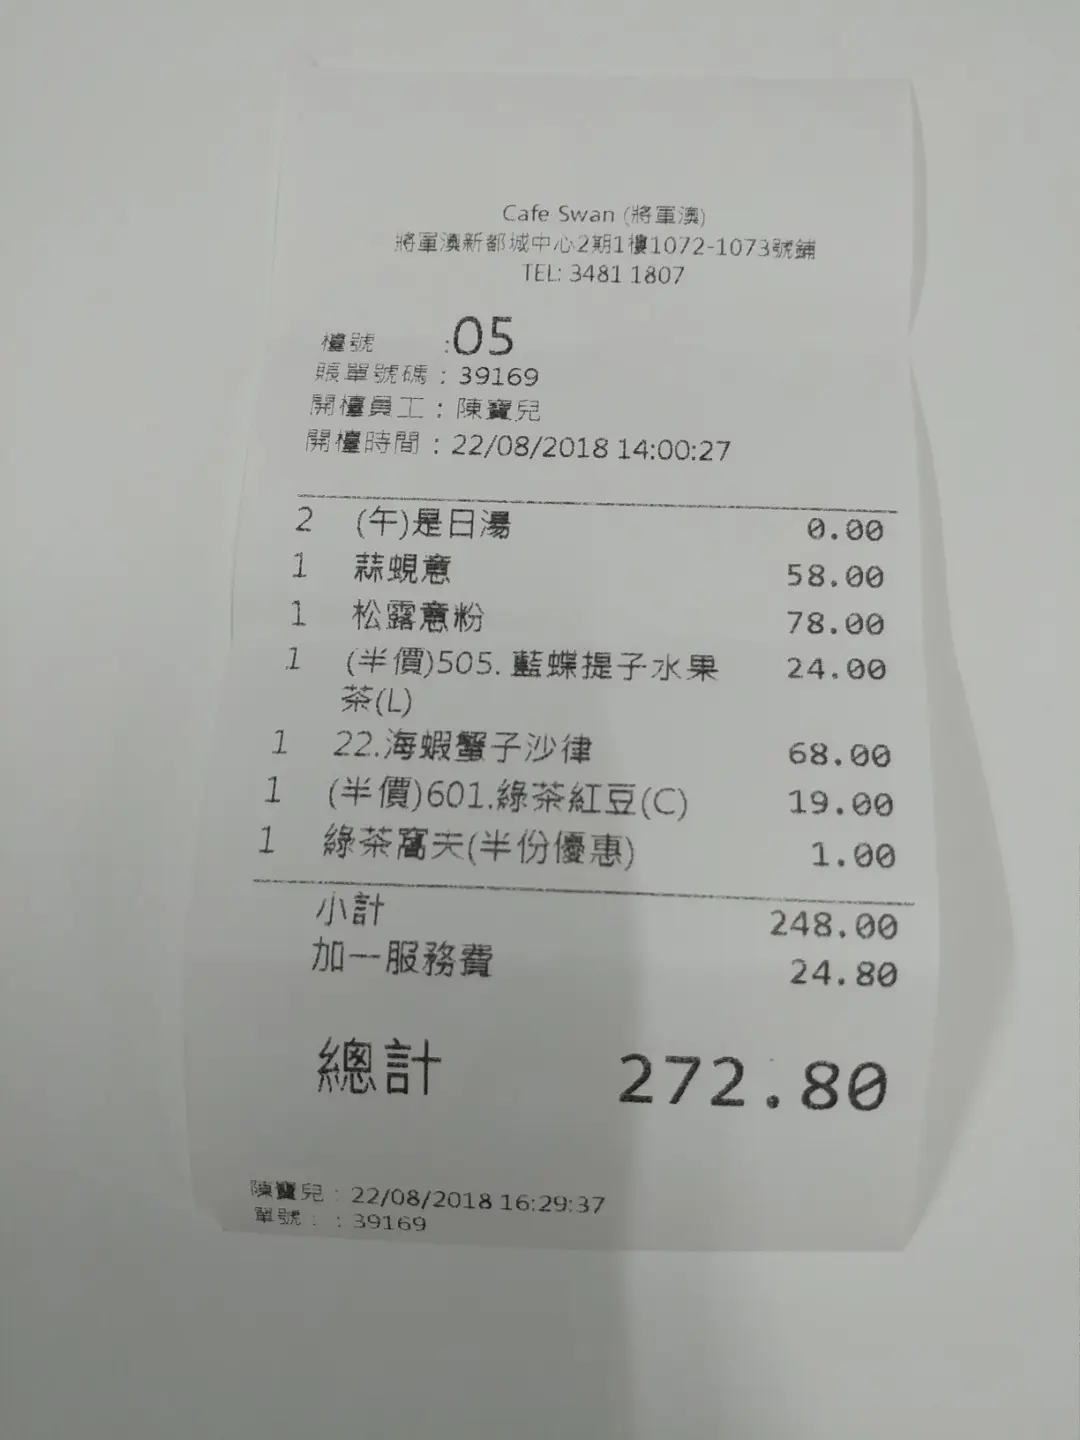 Cafe Swan (將軍澳)
將軍澳新都城中心2期1樓1072-1073號鋪
TEL: 3481 1807
檯號 :05
賬單號碼 : 39169
開檯員工 : 陳寶兒
開檯時間 : 22/08/2018 14:00:27
2 (午)是日湯 0.00
1 蒜蜆意 58.00
1 松露意粉 78.00
1 (半價)505. 藍蝶提子水果 24.00
茶(L)
1 22.海蝦蟹子沙律 68.00
1 (半價)601.綠茶紅豆(C) 19.00
1 綠茶窩夫(半份優惠) 1.00
小計 248.00
加一服務費 24.80
總計 272.80
陳寶兒 : 22/08/2018 16:29:37
單號 : : 39169